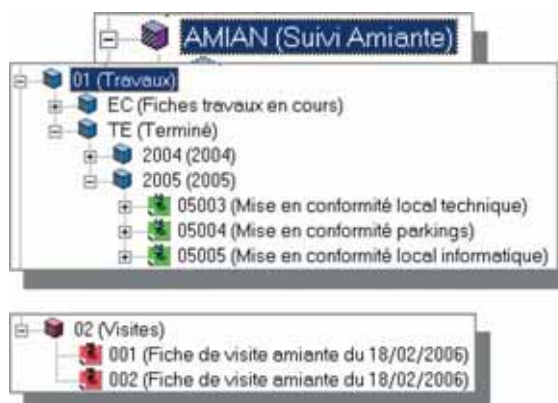 AMIAN (Suivi Amiante)
01 (Travaux)
EC (Fiches travaux en cours)
TE (Terminé)
2004 (2004)
2005 (2005)
05003 (Mise en conformité local technique)
05004 (Mise en conformité parkings)
05005 (Mise en conformité local informatique)
02 (Visites)
001 (Fiche de visite amiante du 18/02/2006)
002 (Fiche de visite amiante du 18/02/2006)